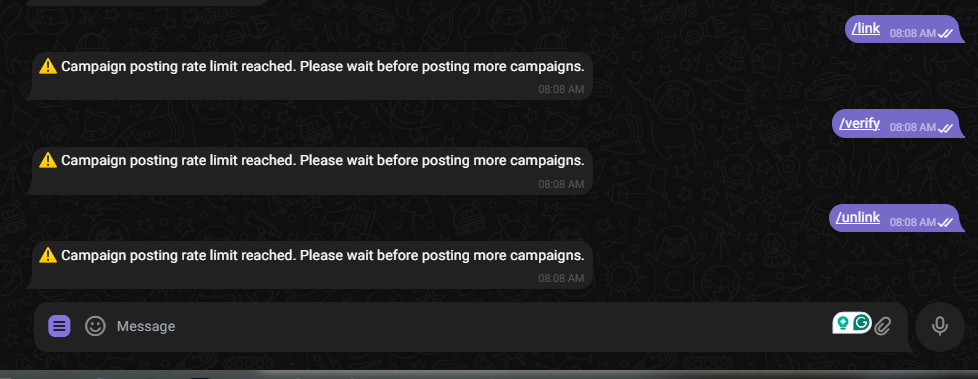 /link
08:08 AM
⚠️ Campaign posting rate limit reached. Please wait before posting more campaigns.
08:08 AM
/verify
08:08 AM
⚠️ Campaign posting rate limit reached. Please wait before posting more campaigns.
08:08 AM
/unlink
08:08 AM
⚠️ Campaign posting rate limit reached. Please wait before posting more campaigns.
08:08 AM
Message